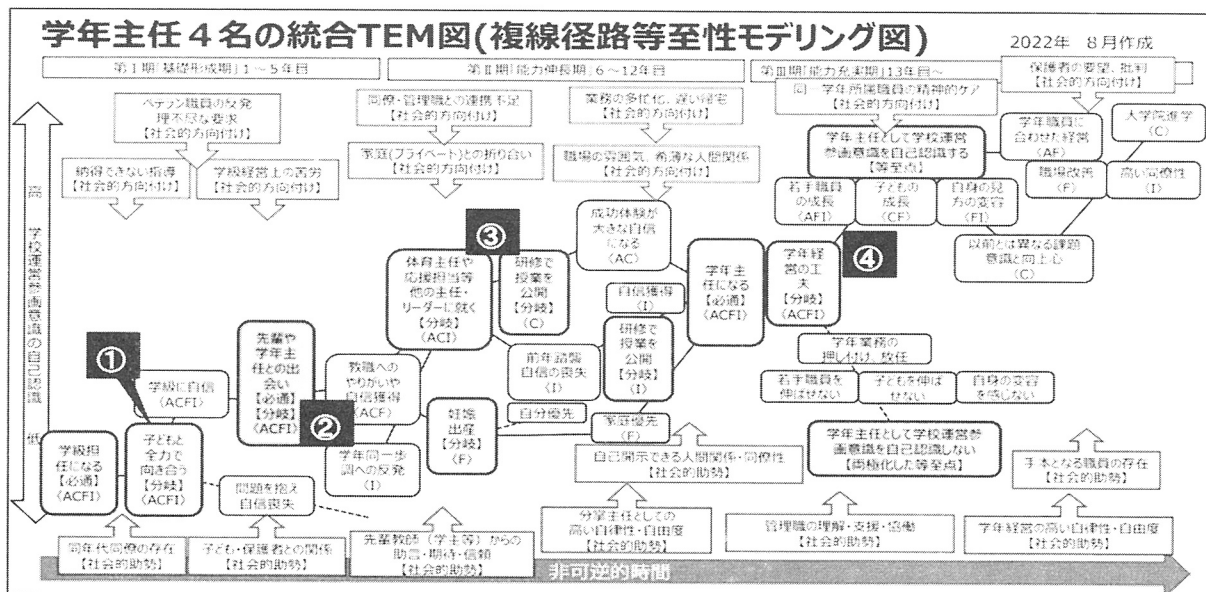 学年主任４名の統合TEM図(複線径路等至性モデリング図)
2022年 8月作成
第Ⅰ期「基礎形成期」1～5年目
第Ⅱ期「能力伸長期」6～12年目
第Ⅲ期「能力充実期」13年目～
保護者の要望、批判
【社会的方向付け】
ベテラン職員の反発
理不尽な要求
【社会的方向付け】
同僚・管理職との連携不足
【社会的方向付け】
業務の多忙化、遅い帰宅
【社会的方向付け】
同一学年所属職員の精神的ケア
【社会的方向付け】
納得できない指導
【社会的方向付け】
学級経営上の苦労
【社会的方向付け】
家庭(プライベート)との折り合い
【社会的方向付け】
職場の雰囲気、希薄な人間関係
【社会的方向付け】
学年主任として学校運営
参画意識を自己認識する
【等至点】
学年職員に
合わせた経営
〈AF〉
大学院進学
〈C〉
職場改善
〈F〉
高い同僚性
〈I〉
若手職員
の成長
〈AFI〉
子どもの
成長
〈CF〉
自身の見
方の変容
〈FI〉
以前とは異なる課題
意識と向上心
〈C〉
高
学校運営参画意識の自己認識
低
①
②
③
④
学級担
任になる
【必通】
〈ACFI〉
子どもと
全力で
向き合う
【分岐】
〈ACFI〉
学級に自信
〈ACFI〉
問題を抱え
自信喪失
先輩や
学年主
任との出
会い
【必通】
【分岐】
〈ACFI〉
教職への
やりがいや
自信獲得
〈ACF〉
学年同一歩
調への反発
〈I〉
体育主任や
応援担当等
他の主任・
リーダーに就く
【分岐】
〈ACI〉
妊娠
出産
【分岐】
〈F〉
研修で
授業を
公開
【分岐】
〈C〉
成功体験が
大きな自信
になる
〈AC〉
前年踏襲
自信の喪失
〈I〉
自分優先
自信獲得
〈I〉
研修で
授業を
公開
【分岐】
〈I〉
家庭優先
〈F〉
学年主
任になる
【必通】
〈ACFI〉
学年経
営の工
夫
【分岐】
〈ACFI〉
学年業務の
押し付け、放任
若手職員を
伸ばせない
子どもを伸ば
せない
自身の変容
を感じない
学年主任として学校運営参
画意識を自己認識しない
【両極化した等至点】
同年代同僚の存在
【社会的助勢】
子ども・保護者との関係
【社会的助勢】
先輩教師（学主等）からの
助言・期待・信頼
【社会的助勢】
自己開示できる人間関係・同僚性
【社会的助勢】
分掌主任としての
高い自律性・自由度
【社会的助勢】
管理職の理解・支援・協働
【社会的助勢】
手本となる職員の存在
【社会的助勢】
学年経営の高い自律性・自由度
【社会的助勢】
非可逆的時間